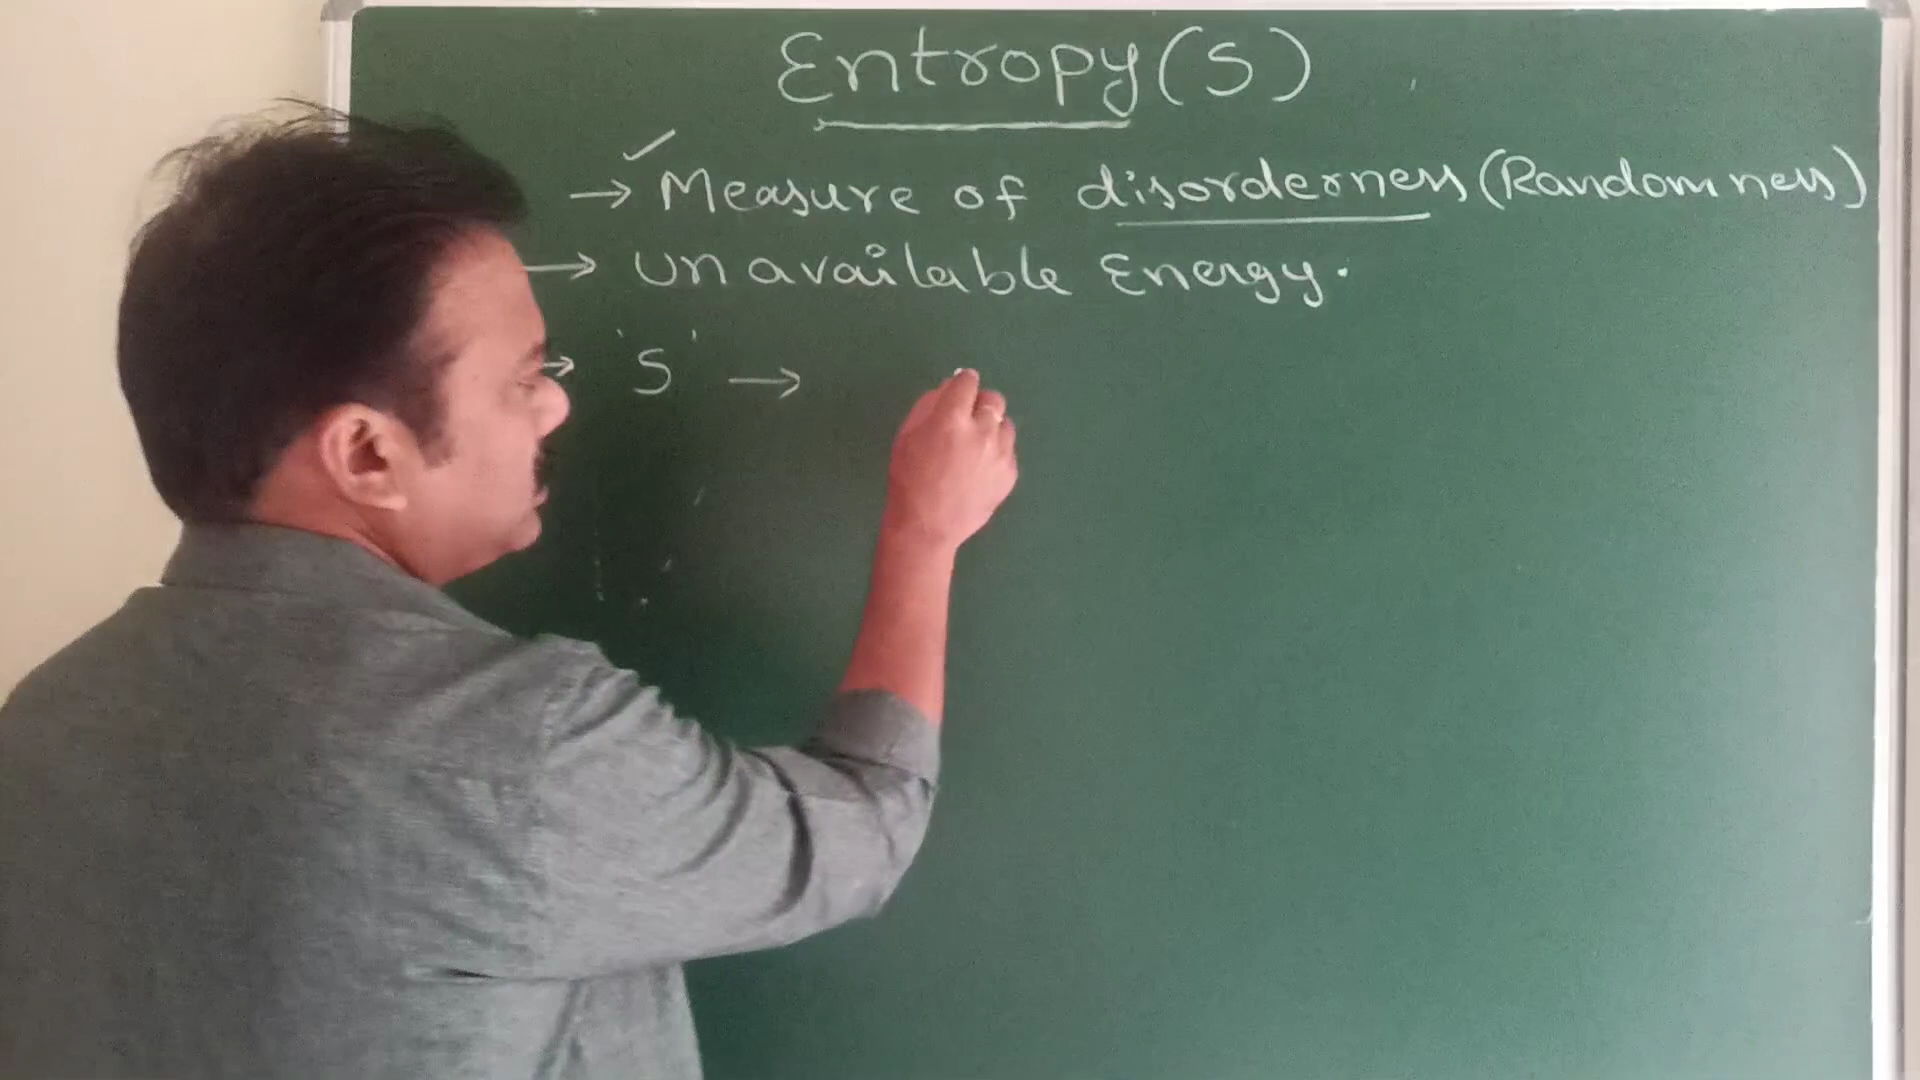 Entropy (S)
→ Measure of disorderness (Randomness)
→ Unavailable Energy.
→ 'S' →